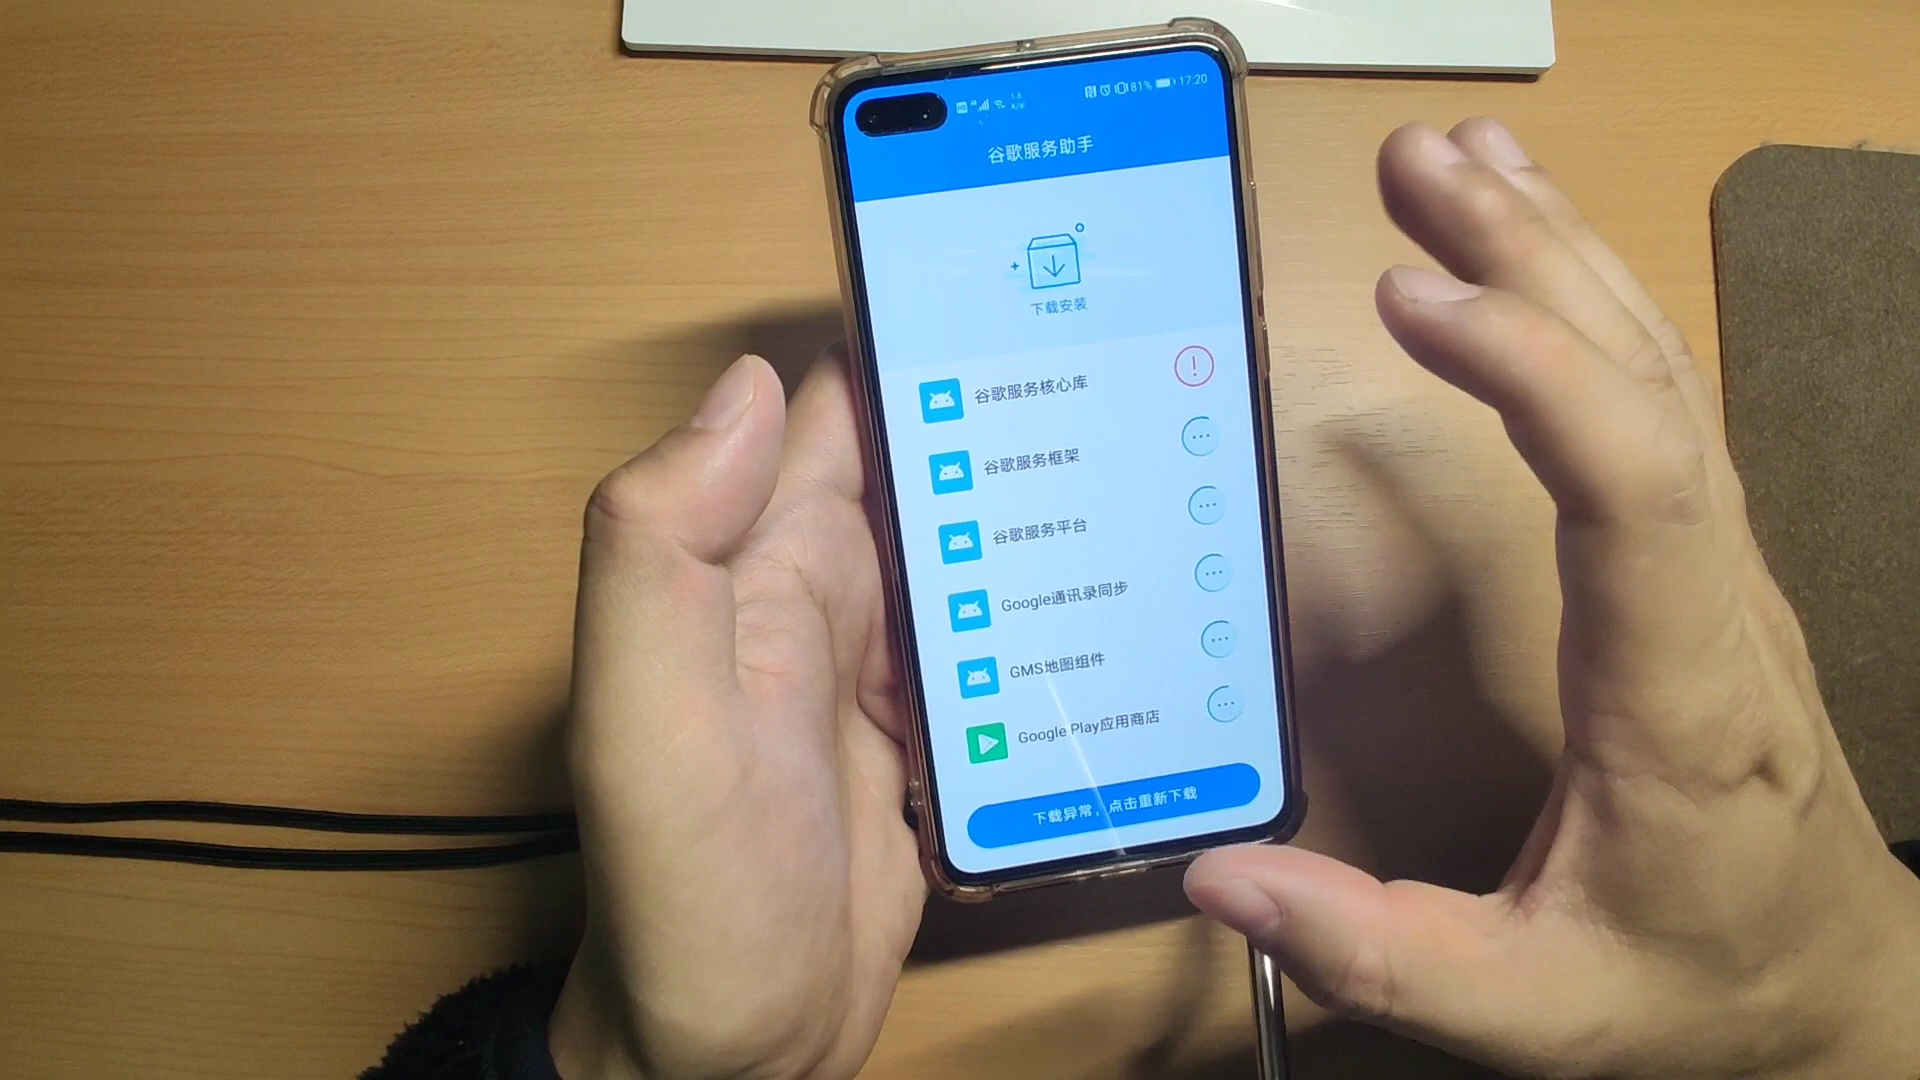 81% 17:20
谷歌服务助手
下载安装
谷歌服务核心库
谷歌服务框架
谷歌服务平台
Google通讯录同步
GMS地图组件
Google Play应用商店
下载异常，点击重新下载